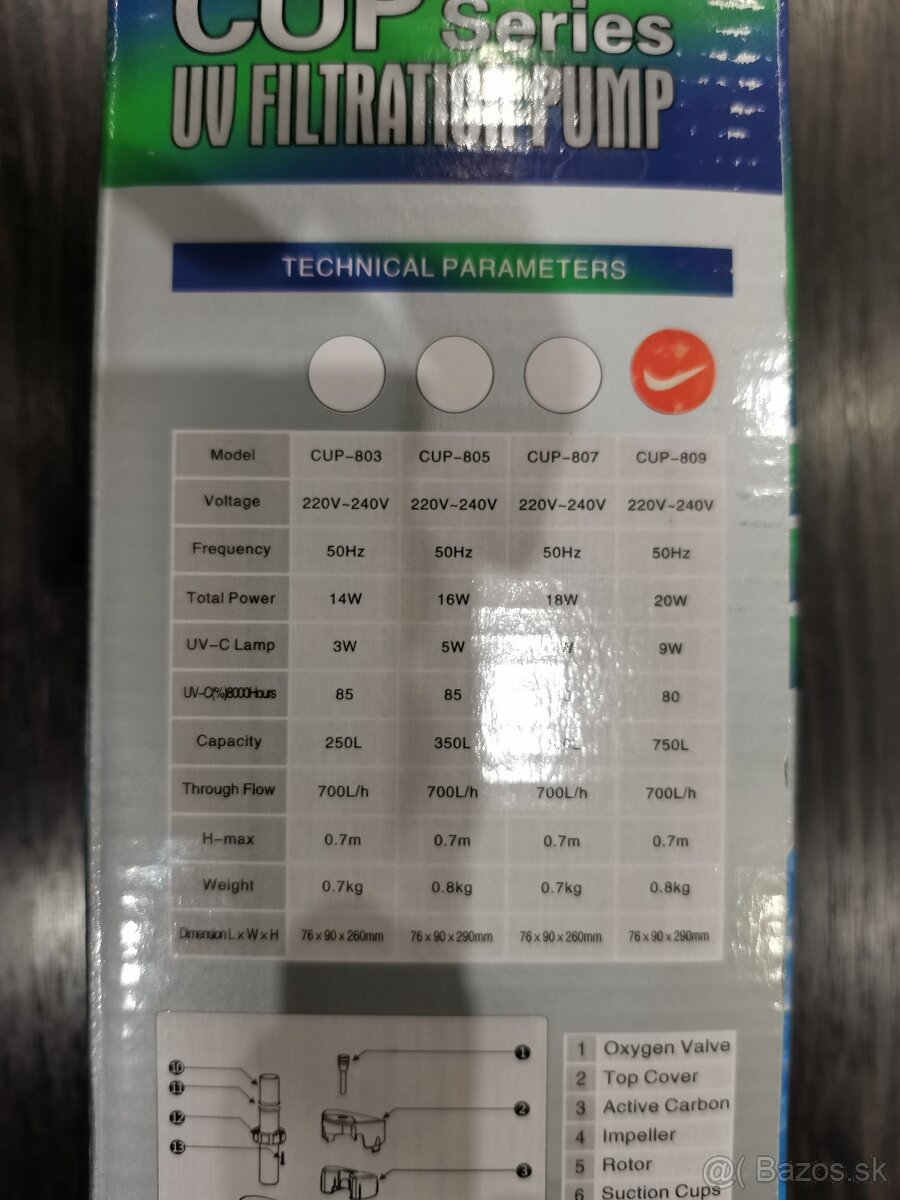 CUP Series
UV FILTRATION PUMP
TECHNICAL PARAMETERS
Model CUP-803 CUP-805 CUP-807 CUP-809
Voltage 220V~240V 220V~240V 220V~240V 220V~240V
Frequency 50Hz 50Hz 50Hz 50Hz
Total Power 14W 16W 18W 20W
UV-C Lamp 3W 5W 9W
UV-C(%)8000Hours 85 85 80
Capacity 250L 350L 750L
Through Flow 700L/h 700L/h 700L/h 700L/h
H-max 0.7m 0.7m 0.7m 0.7m
Weight 0.7kg 0.8kg 0.7kg 0.8kg
Dimension L x W x H 76 x 90 x 260mm 76 x 90 x 290mm 76 x 90 x 260mm 76 x 90 x 290mm
10
11
12
13
1
2
3
1 Oxygen Valve
2 Top Cover
3 Active Carbon
4 Impeller
5 Rotor
6 Suction Cups
@( Bazos.sk